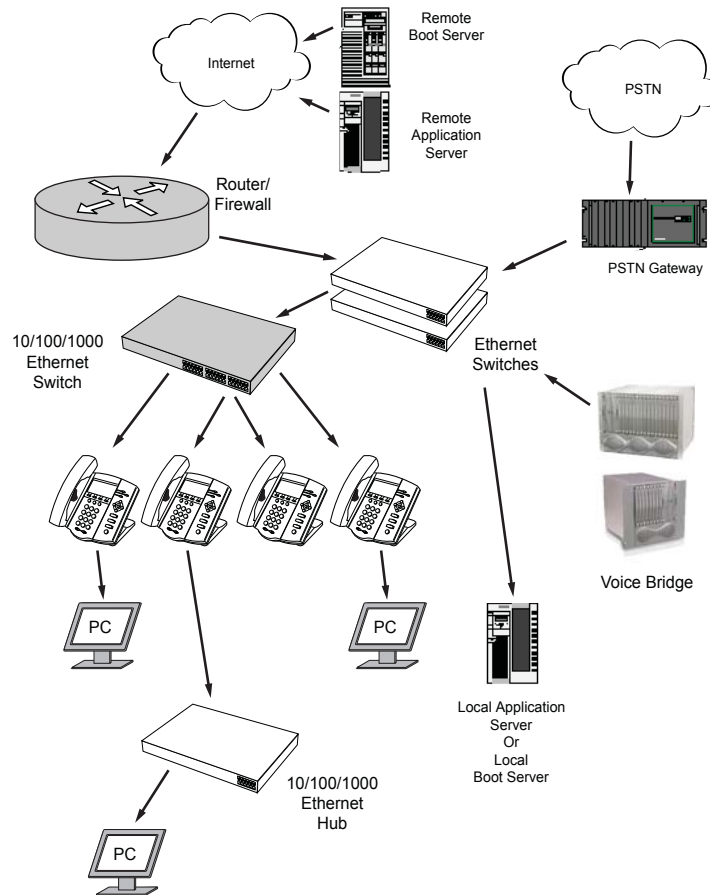 Remote
Boot Server
Internet
PSTN
Remote
Application
Server
Router/
Firewall
PSTN Gateway
10/100/1000
Ethernet
Switch
Ethernet
Switches
Voice Bridge
PC
PC
Local Application
Server
Or
Local
Boot Server
10/100/1000
Ethernet
Hub
PC